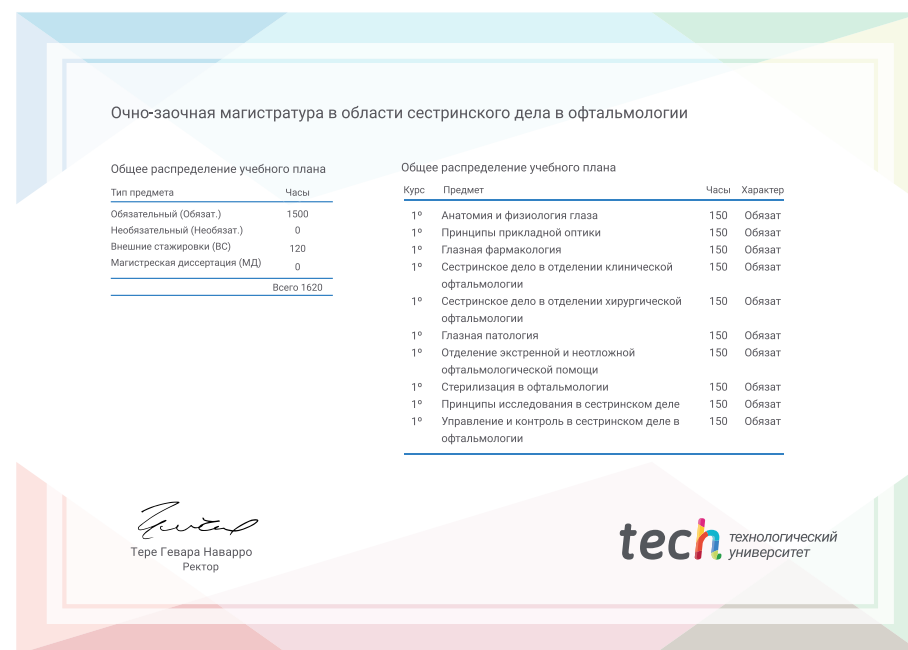 Очно-заочная магистратура в области сестринского дела в офтальмологии
Общее распределение учебного плана
Тип предмета Часы
Обязательный (Обязат.) 1500
Необязательный (Необязат.) 0
Внешние стажировки (ВС) 120
Магистреская диссертация (МД) 0
Всего 1620
Общее распределение учебного плана
Курс Предмет Часы Характер
1º Анатомия и физиология глаза 150 Обязат
1º Принципы прикладной оптики 150 Обязат
1º Глазная фармакология 150 Обязат
1º Сестринское дело в отделении клинической 150 Обязат
офтальмологии
1º Сестринское дело в отделении хирургической 150 Обязат
офтальмологии
1º Глазная патология 150 Обязат
1º Отделение экстренной и неотложной 150 Обязат
офтальмологической помощи
1º Стерилизация в офтальмологии 150 Обязат
1º Принципы исследования в сестринском деле 150 Обязат
1º Управление и контроль в сестринском деле в 150 Обязат
офтальмологии
Тере Гевара Наварро
Ректор
tech технологический
университет